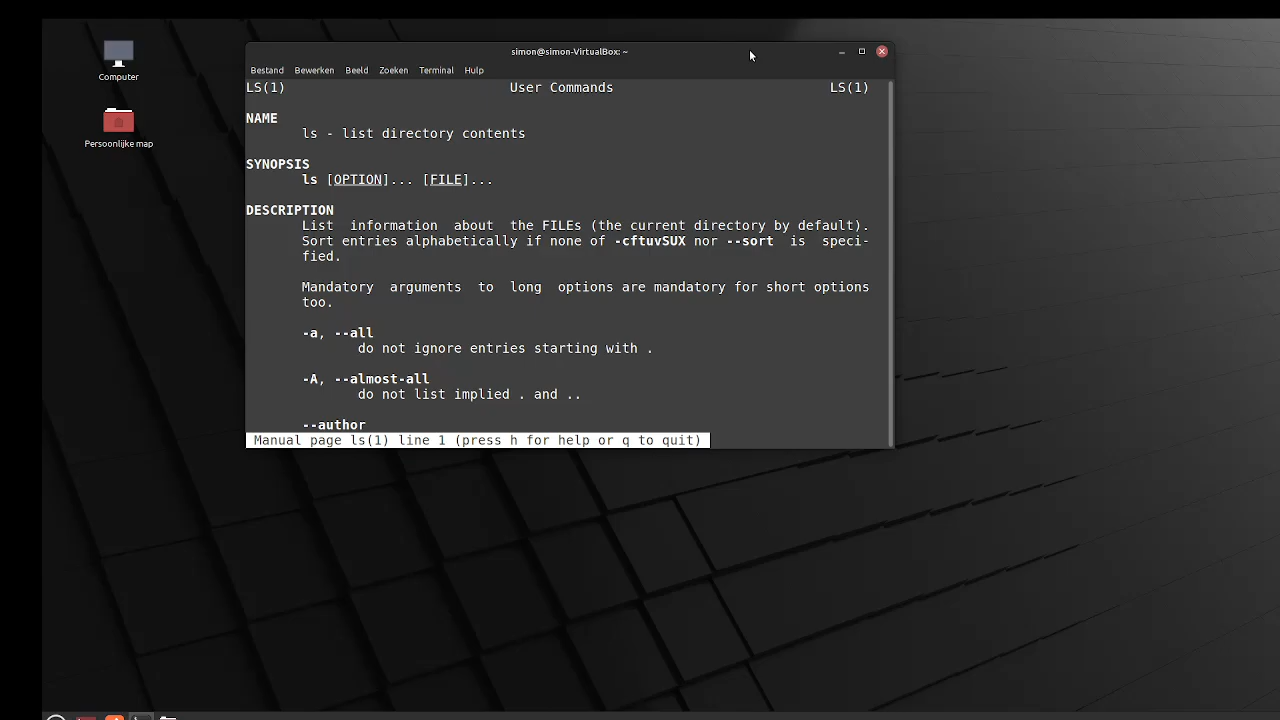 simon@simon-VirtualBox: ~
Bestand Bewerken Beeld Zoeken Terminal Hulp
LS(1) User Commands LS(1)
NAME
ls - list directory contents
SYNOPSIS
ls [OPTION]... [FILE]...
DESCRIPTION
List information about the FILEs (the current directory by default).
Sort entries alphabetically if none of -cftuvSUX nor --sort is speci-
fied.
Mandatory arguments to long options are mandatory for short options
too.
-a, --all
do not ignore entries starting with .
-A, --almost-all
do not list implied . and ..
--author
Manual page ls(1) line 1 (press h for help or q to quit)
Computer
Persoonlijke map